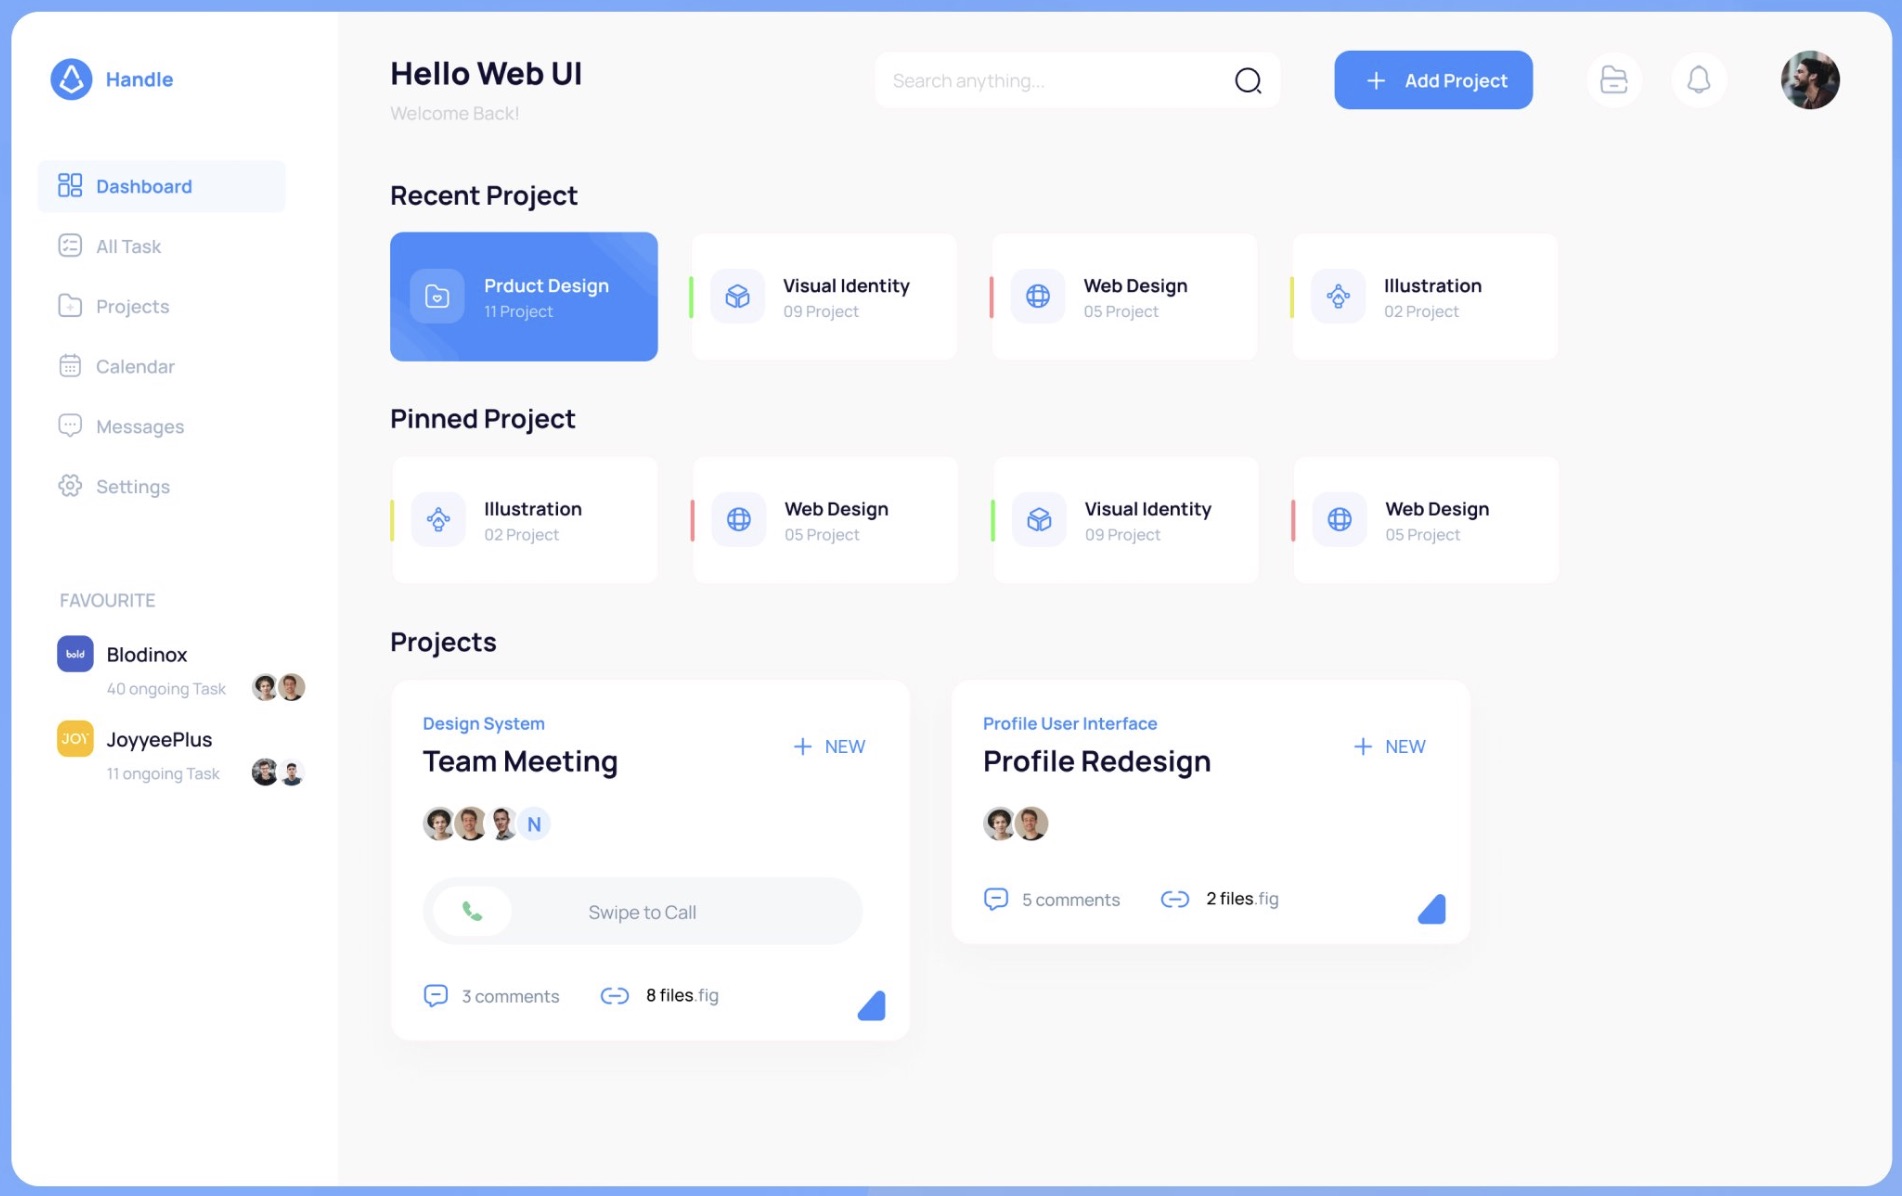 Handle
Hello Web UI
Welcome Back!
Search anything...
Add Project
Dashboard
All Task
Projects
Calendar
Messages
Settings
FAVOURITE
bold
Blodinox
40 ongoing Task
JOY
JoyyeePlus
11 ongoing Task
Recent Project
Prduct Design
11 Project
Visual Identity
09 Project
Web Design
05 Project
Illustration
02 Project
Pinned Project
Illustration
02 Project
Web Design
05 Project
Visual Identity
09 Project
Web Design
05 Project
Projects
Design System
Team Meeting
NEW
N
Swipe to Call
3 comments
8 files.fig
Profile User Interface
Profile Redesign
NEW
5 comments
2 files.fig